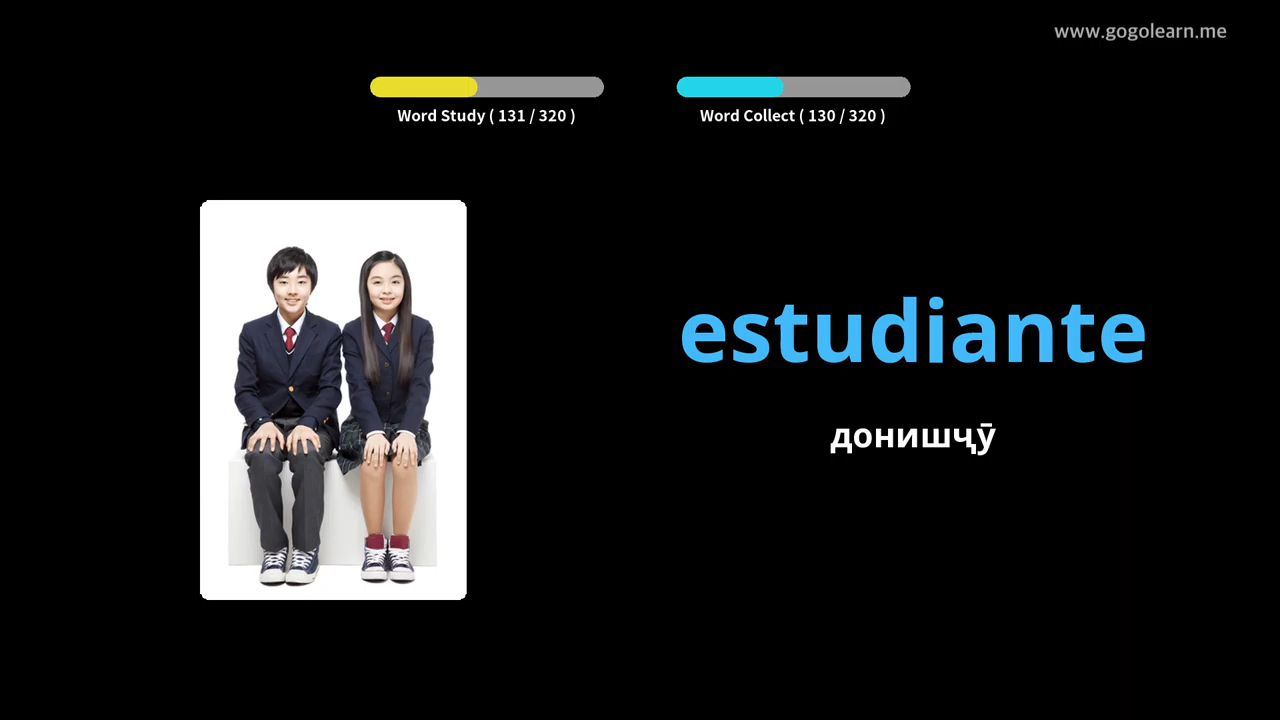 www.gogolearn.me
Word Study ( 131 / 320 )
Word Collect ( 130 / 320 )
estudiante
донишҷӯ